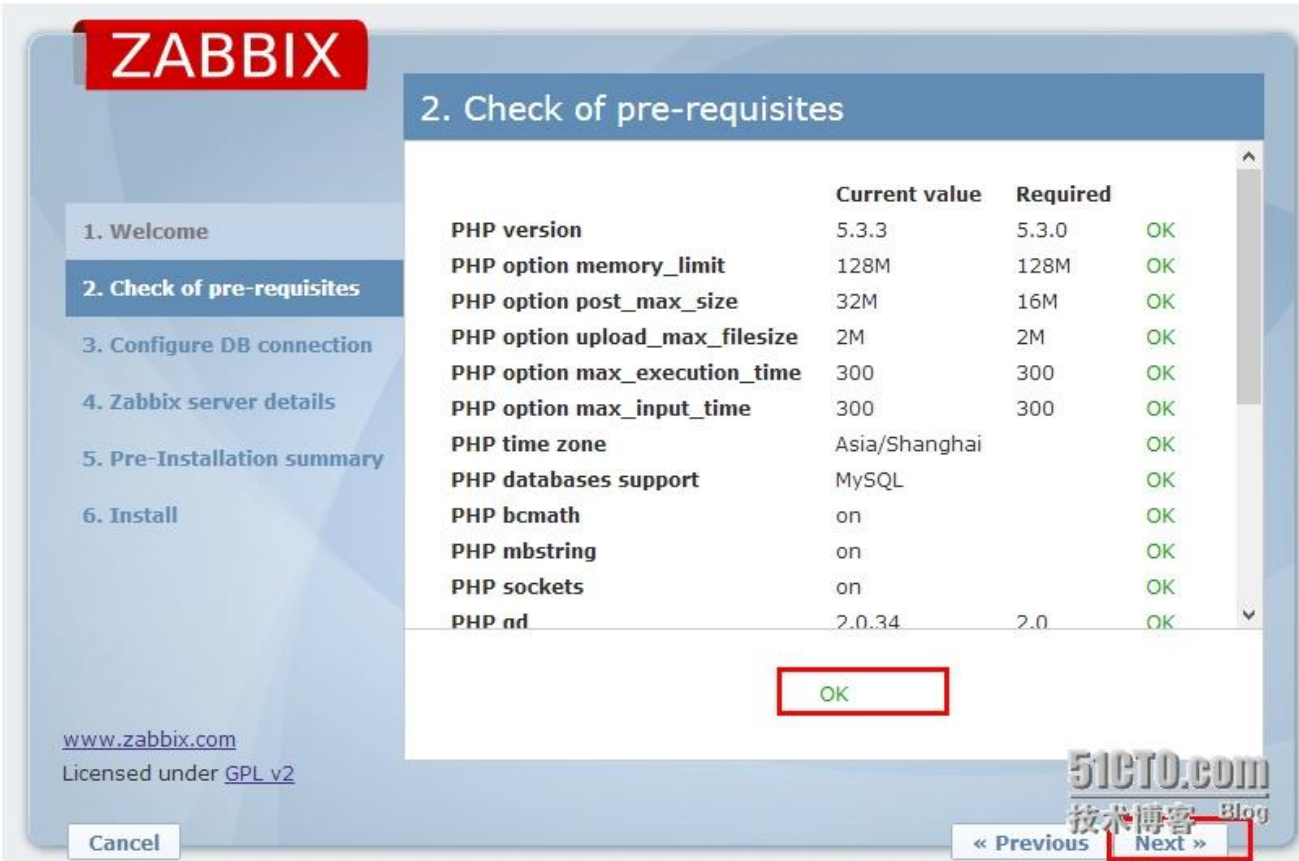 ZABBIX
2. Check of pre-requisites
1. Welcome
2. Check of pre-requisites
3. Configure DB connection
4. Zabbix server details
5. Pre-Installation summary
6. Install
Current value Required
PHP version 5.3.3 5.3.0 OK
PHP option memory_limit 128M 128M OK
PHP option post_max_size 32M 16M OK
PHP option upload_max_filesize 2M 2M OK
PHP option max_execution_time 300 300 OK
PHP option max_input_time 300 300 OK
PHP time zone Asia/Shanghai OK
PHP databases support MySQL OK
PHP bcmath on OK
PHP mbstring on OK
PHP sockets on OK
PHP gd 2.0.34 2.0 OK
OK
www.zabbix.com
Licensed under GPL v2
51CTO.com
技术博客 Blog
Cancel « Previous Next »